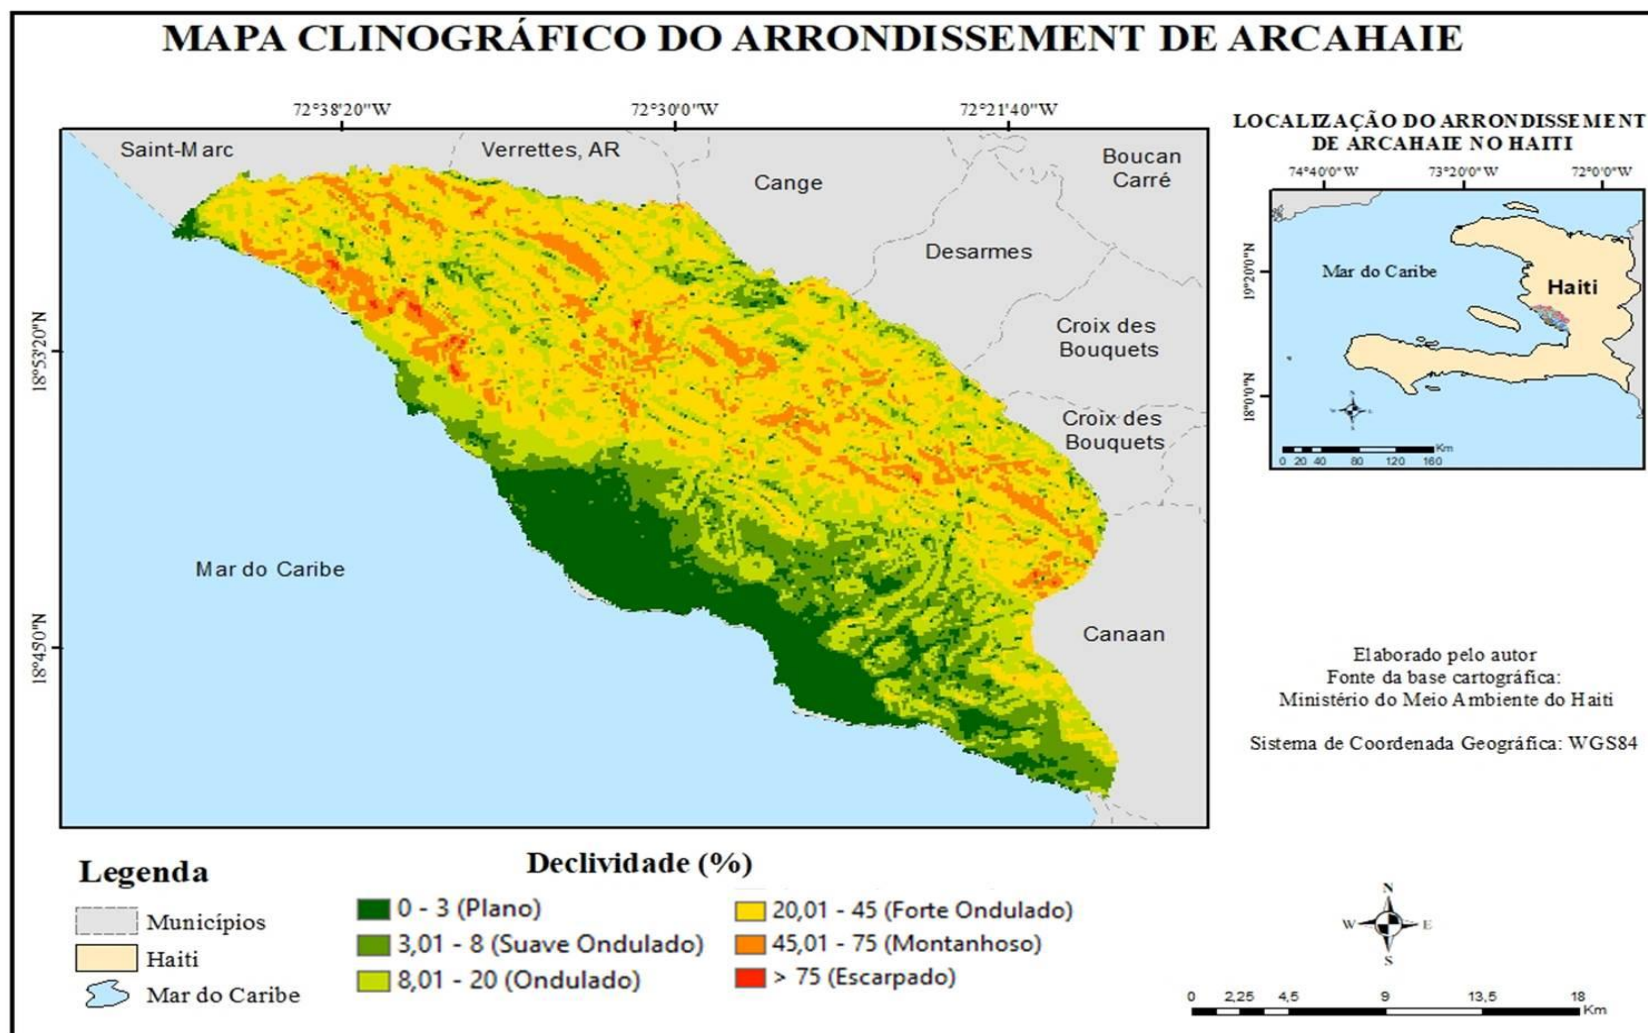 MAPA CLINOGRÁFICO DO ARRONDISSEMENT DE ARCAHAIE
72°38'20"W
72°30'0"W
72°21'40"W
18°53'20"N
18°45'0"N
Saint-Marc
Verrettes, AR
Cange
Boucan
Carré
Desarmes
Croix des
Bouquets
Croix des
Bouquets
Canaan
Mar do Caribe
LOCALIZAÇÃO DO ARRONDISSEMENT
DE ARCAHAIE NO HAITI
74°40'0"W
73°20'0"W
72°0'0"W
19°20'0"N
18°0'0"N
Mar do Caribe
Haiti
N
W
E
S
0 20 40 80 120 160 Km
Elaborado pelo autor
Fonte da base cartográfica:
Ministério do Meio Ambiente do Haiti
Sistema de Coordenada Geográfica: WGS84
Legenda
Municípios
Haiti
Mar do Caribe
Declividade (%)
0 - 3 (Plano)
3,01 - 8 (Suave Ondulado)
8,01 - 20 (Ondulado)
20,01 - 45 (Forte Ondulado)
45,01 - 75 (Montanhoso)
> 75 (Escarpado)
N
W
E
S
0 2,25 4,5 9 13,5 18 Km